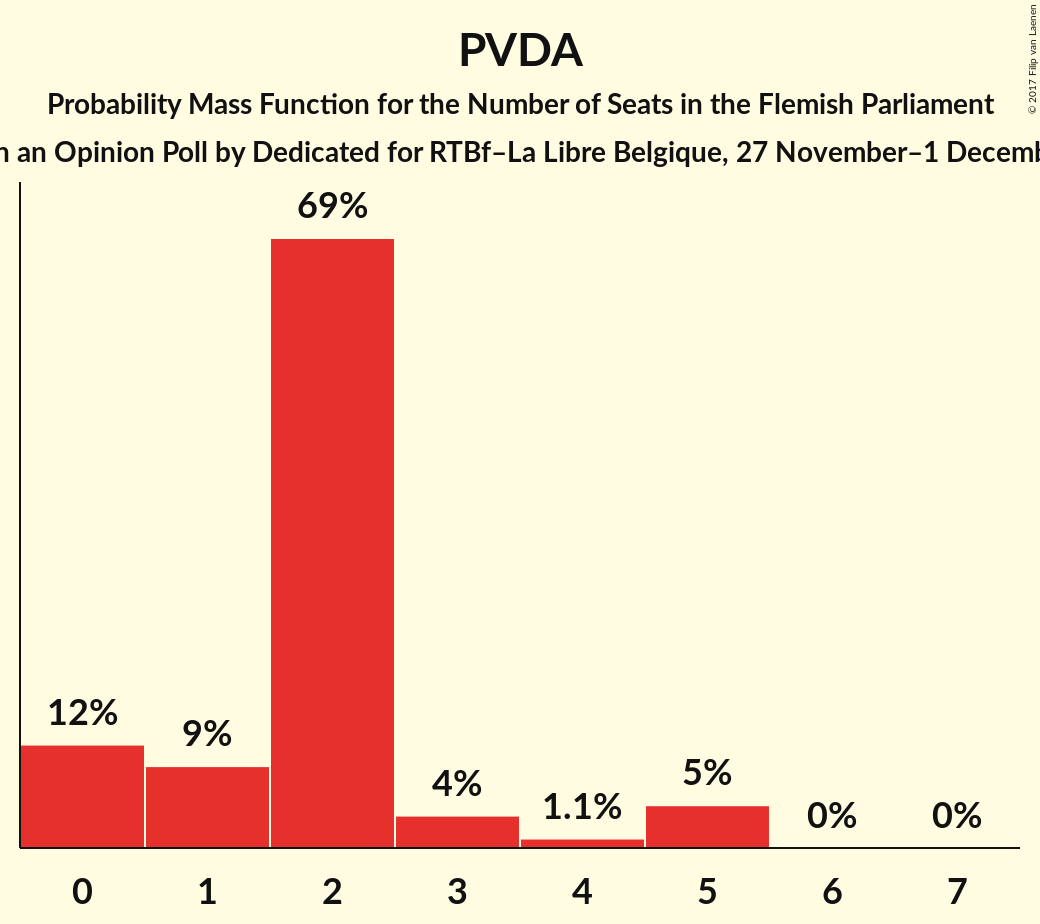 PVDA
Probability Mass Function for the Number of Seats in the Flemish Parliament
an Opinion Poll by Dedicated for RTBf–La Libre Belgique, 27 November–1
© 2017 Filip van Laenen
69%
12%
9%
4%
1.1%
5%
0%
0%
0 1 2 3 4 5 6 7